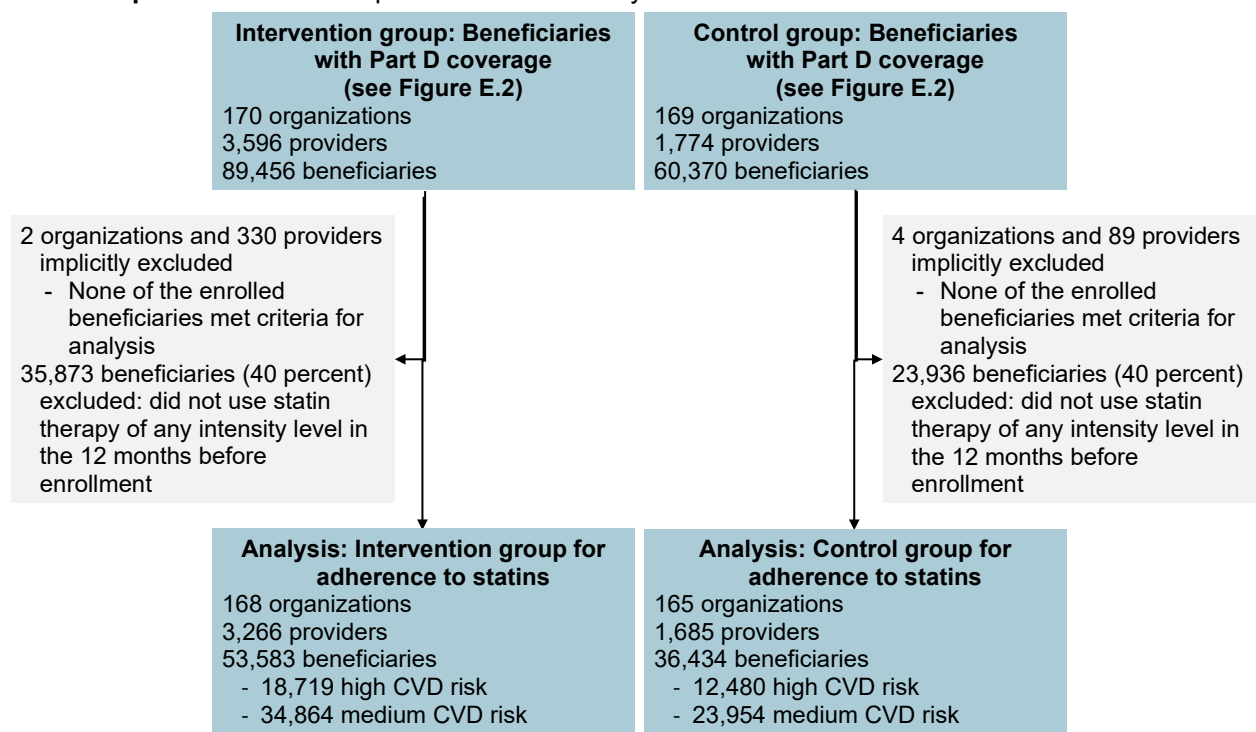 Intervention group: Beneficiaries
with Part D coverage
(see Figure E.2)
170 organizations
3,596 providers
89,456 beneficiaries
Control group: Beneficiaries
with Part D coverage
(see Figure E.2)
169 organizations
1,774 providers
60,370 beneficiaries
2 organizations and 330 providers
implicitly excluded
- None of the enrolled
beneficiaries met criteria for
analysis
35,873 beneficiaries (40 percent)
excluded: did not use statin
therapy of any intensity level in
the 12 months before
enrollment
4 organizations and 89 providers
implicitly excluded
- None of the enrolled
beneficiaries met criteria for
analysis
23,936 beneficiaries (40 percent)
excluded: did not use statin
therapy of any intensity level in
the 12 months before
enrollment
Analysis: Intervention group for
adherence to statins
168 organizations
3,266 providers
53,583 beneficiaries
- 18,719 high CVD risk
- 34,864 medium CVD risk
Analysis: Control group for
adherence to statins
165 organizations
1,685 providers
36,434 beneficiaries
- 12,480 high CVD risk
- 23,954 medium CVD risk